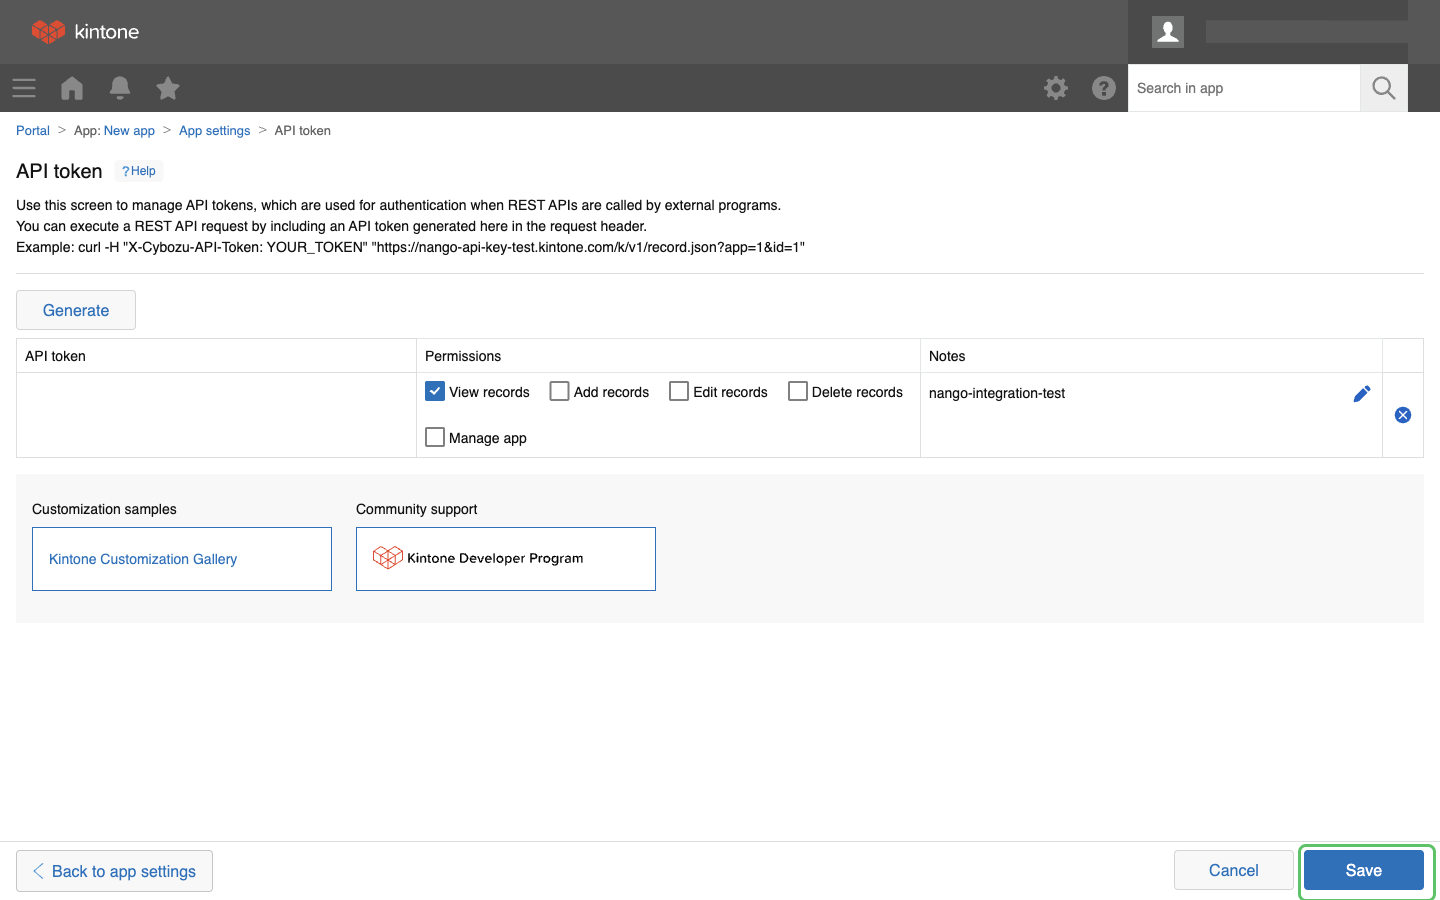 kintone
Search in app
Portal > App: New app > App settings > API token
API token ? Help
Use this screen to manage API tokens, which are used for authentication when REST APIs are called by external programs.
You can execute a REST API request by including an API token generated here in the request header.
Example: curl -H "X-Cybozu-API-Token: YOUR_TOKEN" "https://nango-api-key-test.kintone.com/k/v1/record.json?app=1&id=1"
Generate
API token Permissions Notes
View records Add records Edit records Delete records nango-integration-test
Manage app
Customization samples Community support
Kintone Customization Gallery Kintone Developer Program
Back to app settings Cancel Save